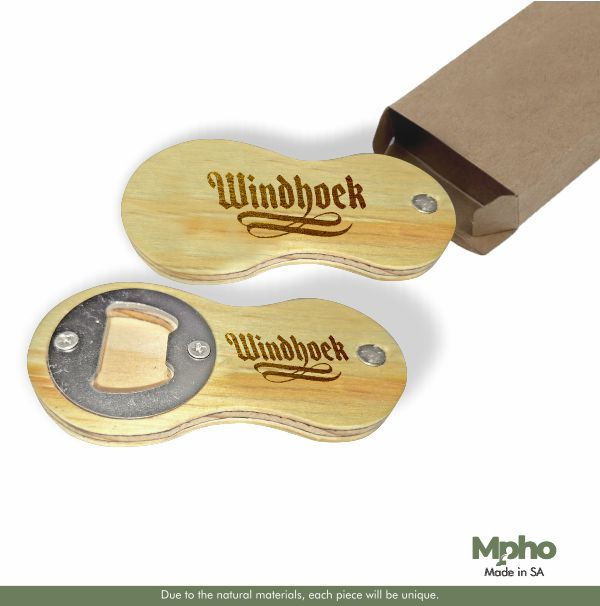 Windhoek
Windhoek
Mpho
Made in SA
Due to the natural materials, each piece will be unique.